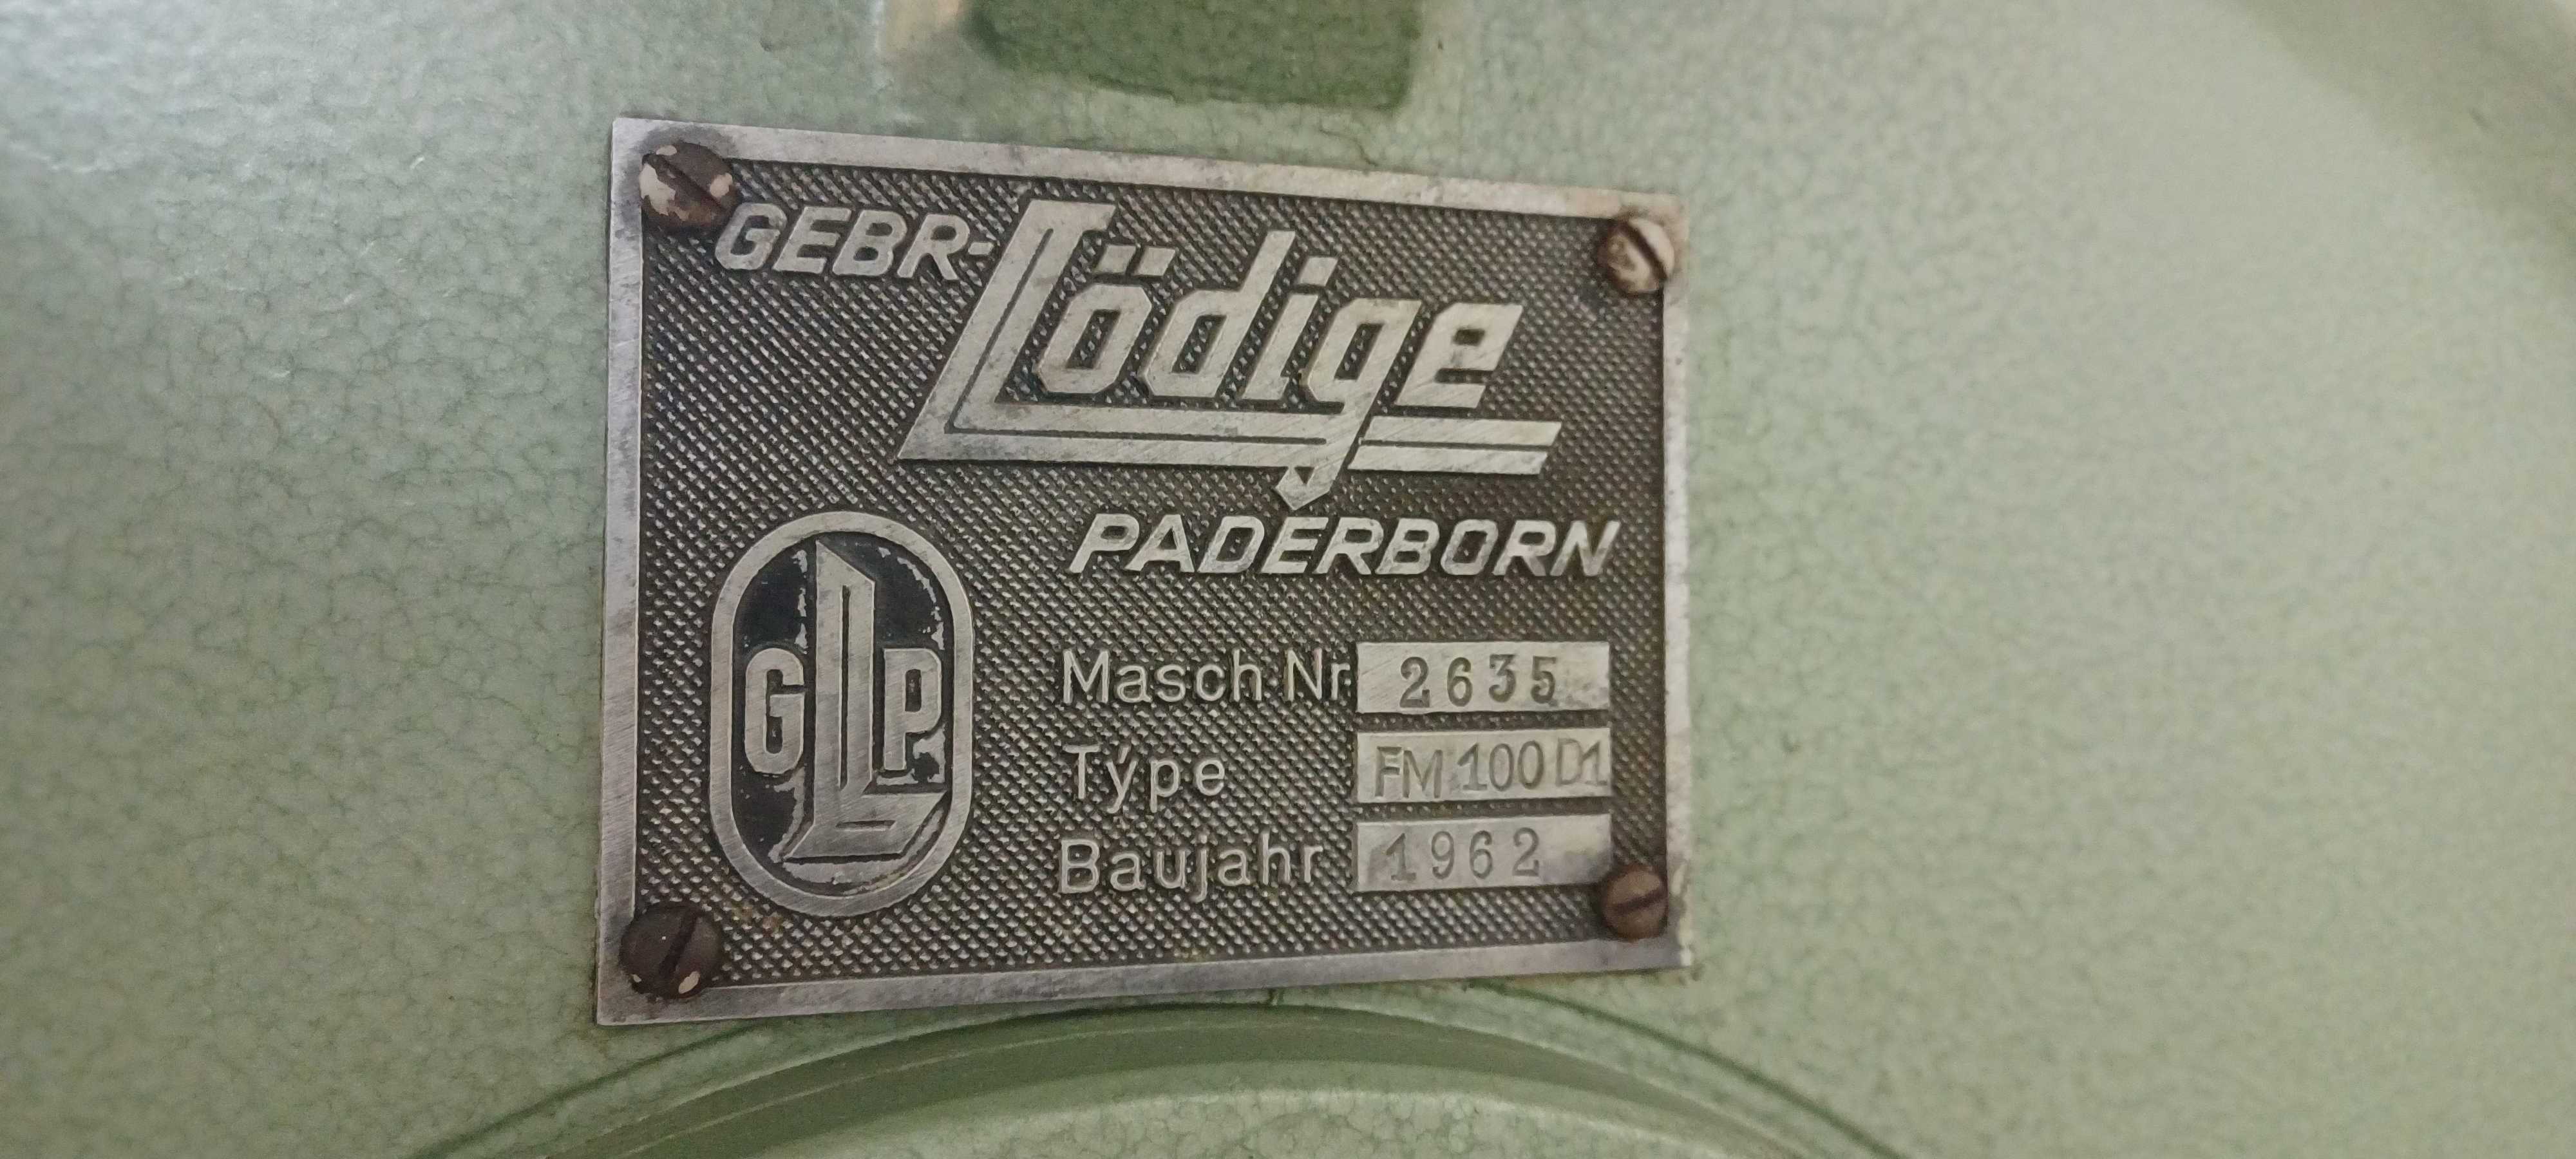 GEBR-Lödige
PADERBORN
GLP
Masch Nr. 2635
Type FM 100 D1
Baujahr 1962